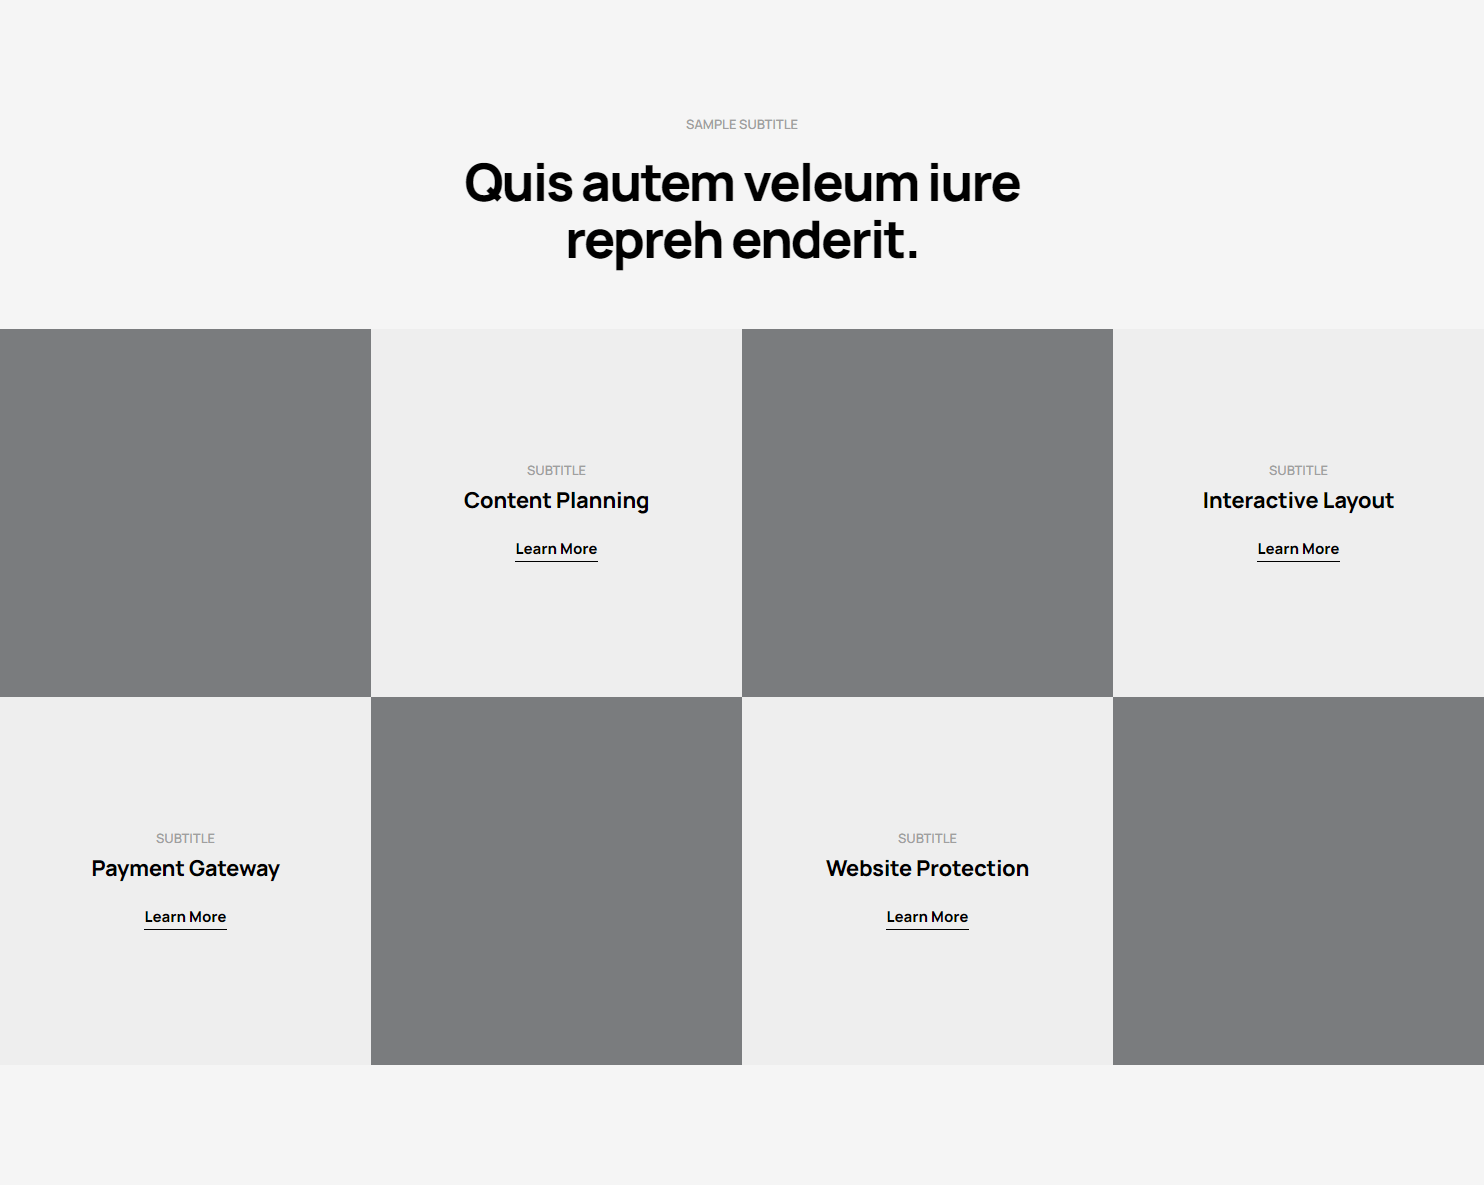 SAMPLE SUBTITLE
Quis autem veleum iure
repreh enderit.
SUBTITLE
Content Planning
Learn More
SUBTITLE
Interactive Layout
Learn More
SUBTITLE
Payment Gateway
Learn More
SUBTITLE
Website Protection
Learn More